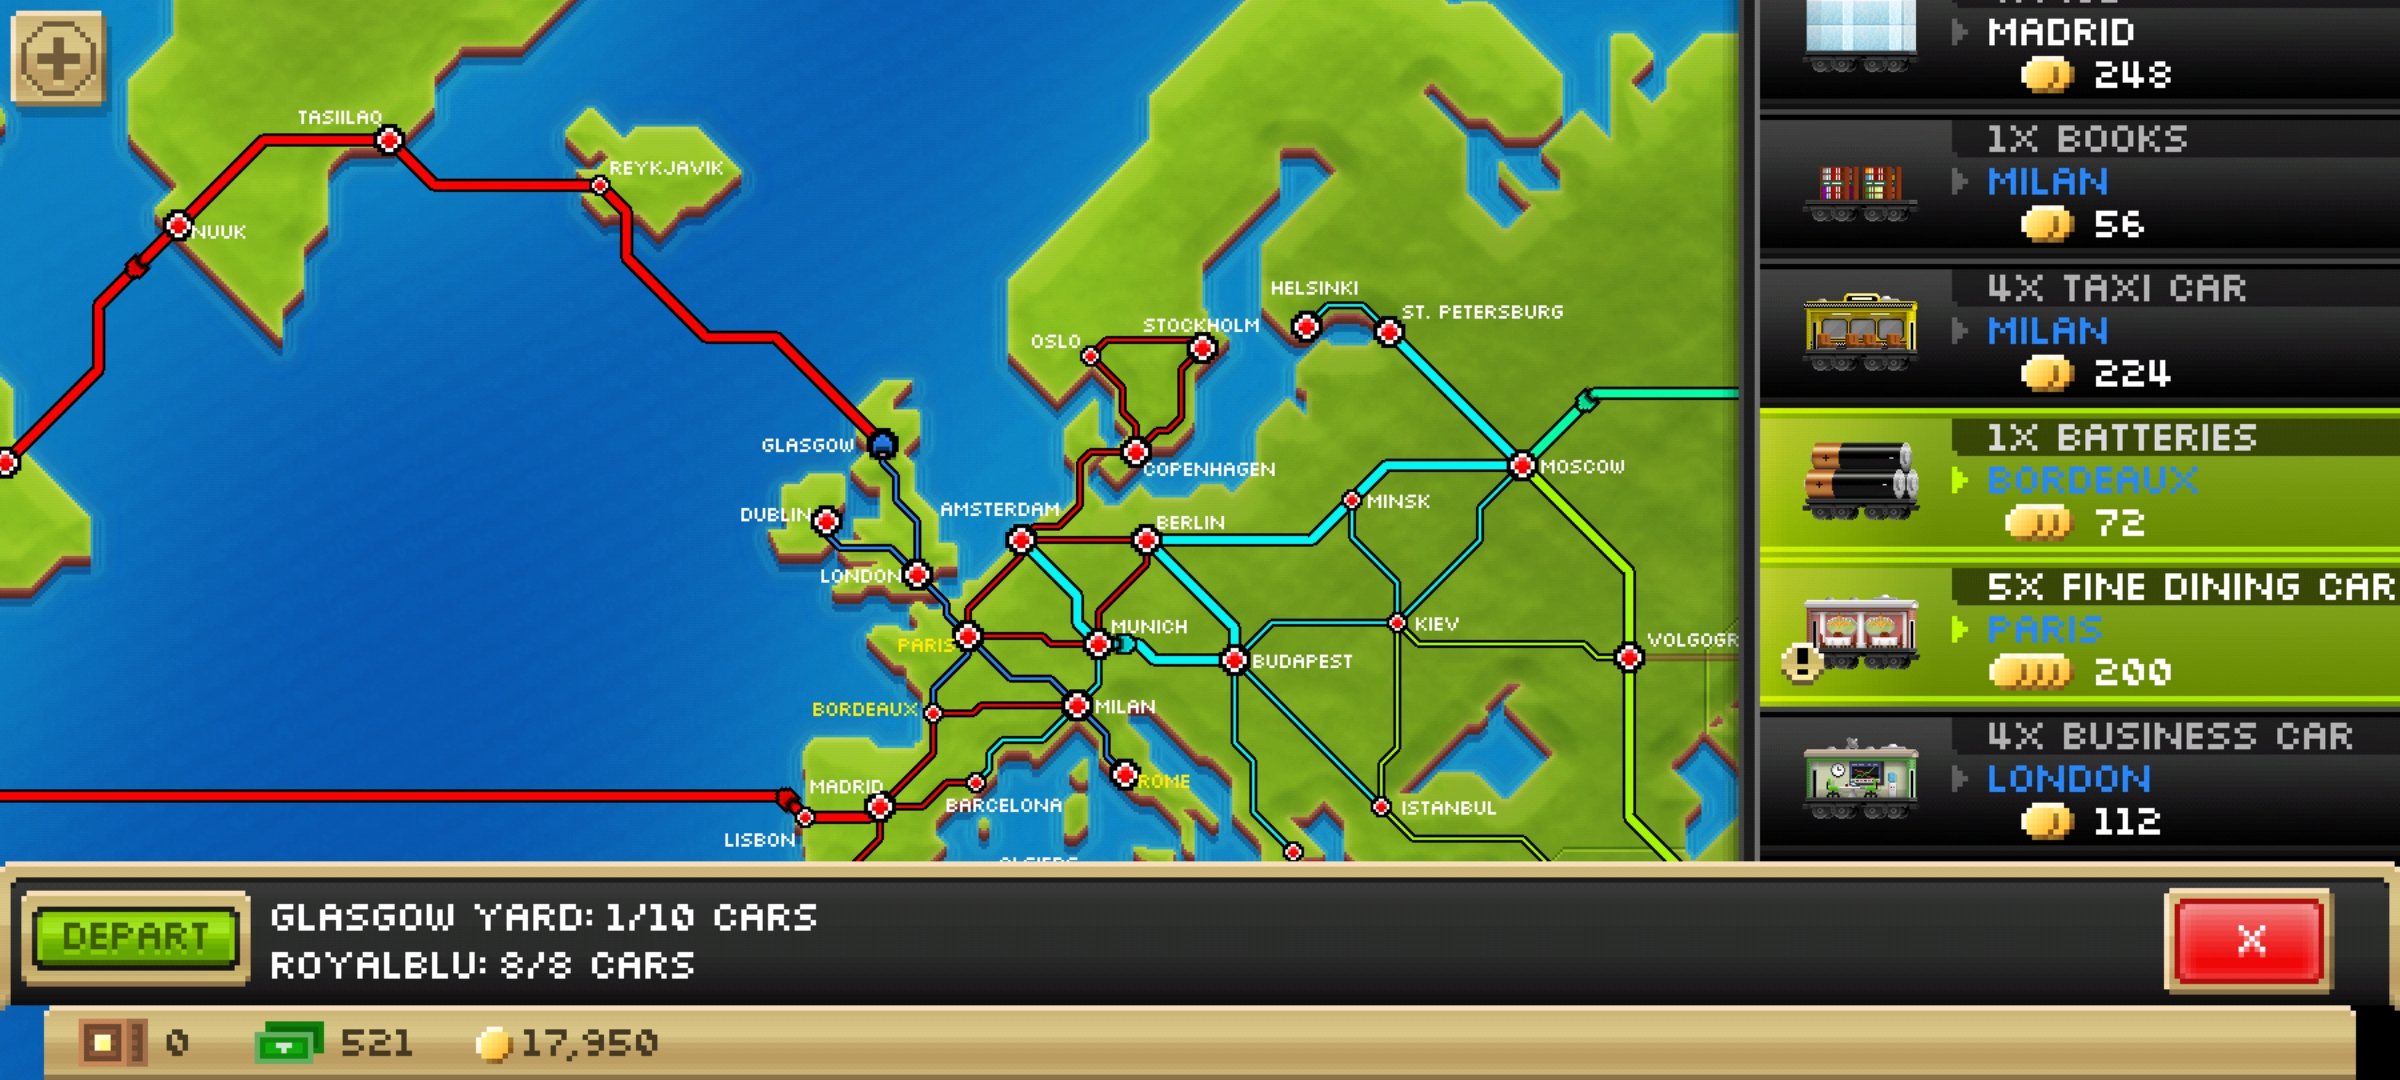 TASIILAQ
REYKJAVIK
NUUK
HELSINKI
ST. PETERSBURG
STOCKHOLM
OSLO
GLASGOW
COPENHAGEN
MOSCOW
MINSK
DUBLIN
AMSTERDAM
BERLIN
LONDON
PARIS
MUNICH
KIEV
VOLGOGR
BUDAPEST
BORDEAUX
MILAN
MADRID
ROME
BARCELONA
ISTANBUL
LISBON
MADRID
248
1X BOOKS
MILAN
56
4X TAXI CAR
MILAN
224
1X BATTERIES
BORDEAUX
72
5X FINE DINING CAR
PARIS
200
4X BUSINESS CAR
LONDON
112
DEPART
GLASGOW YARD: 1/10 CARS
ROYALBLU: 8/8 CARS
X
0
521
17,950